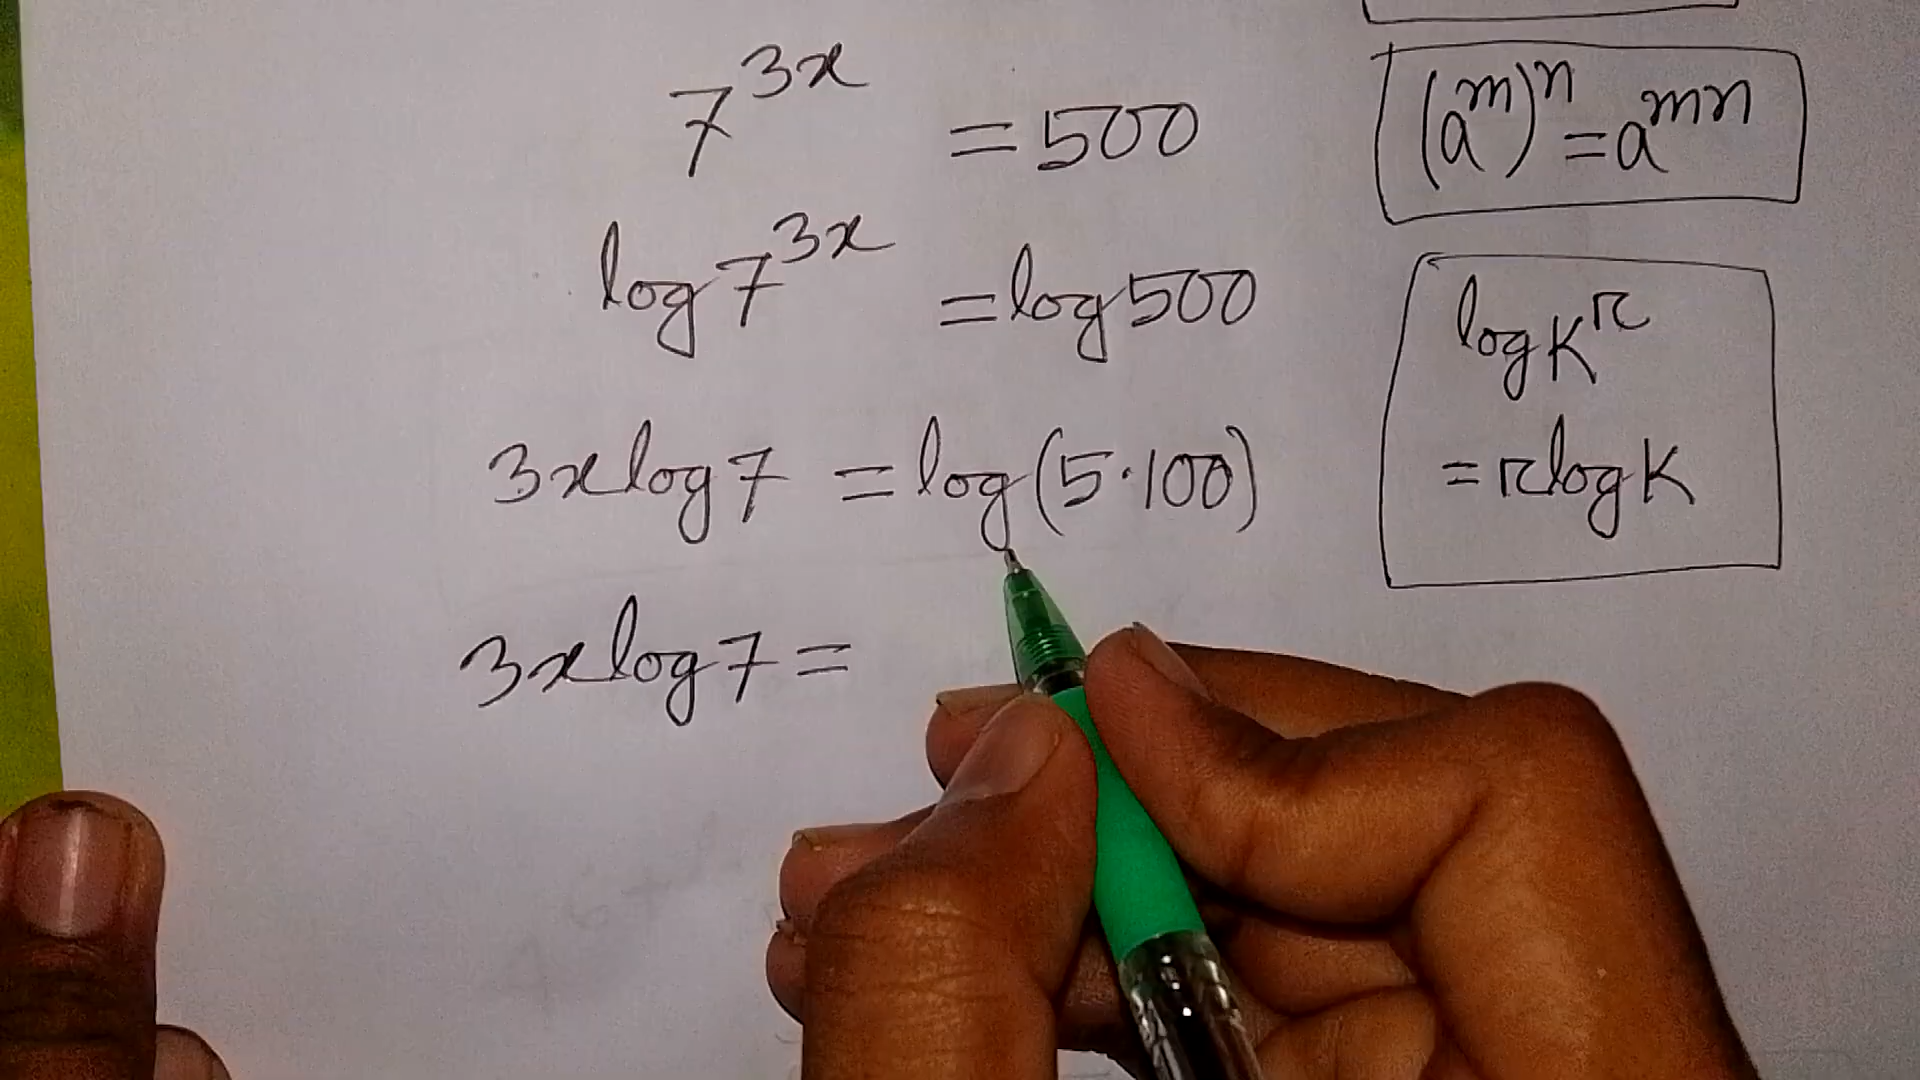 7^{3x} = 500
log 7^{3x} = log 500
3x log 7 = log (5·100)
3x log 7 =
(a^m)^n = a^{mn}
log K^r
= r log K